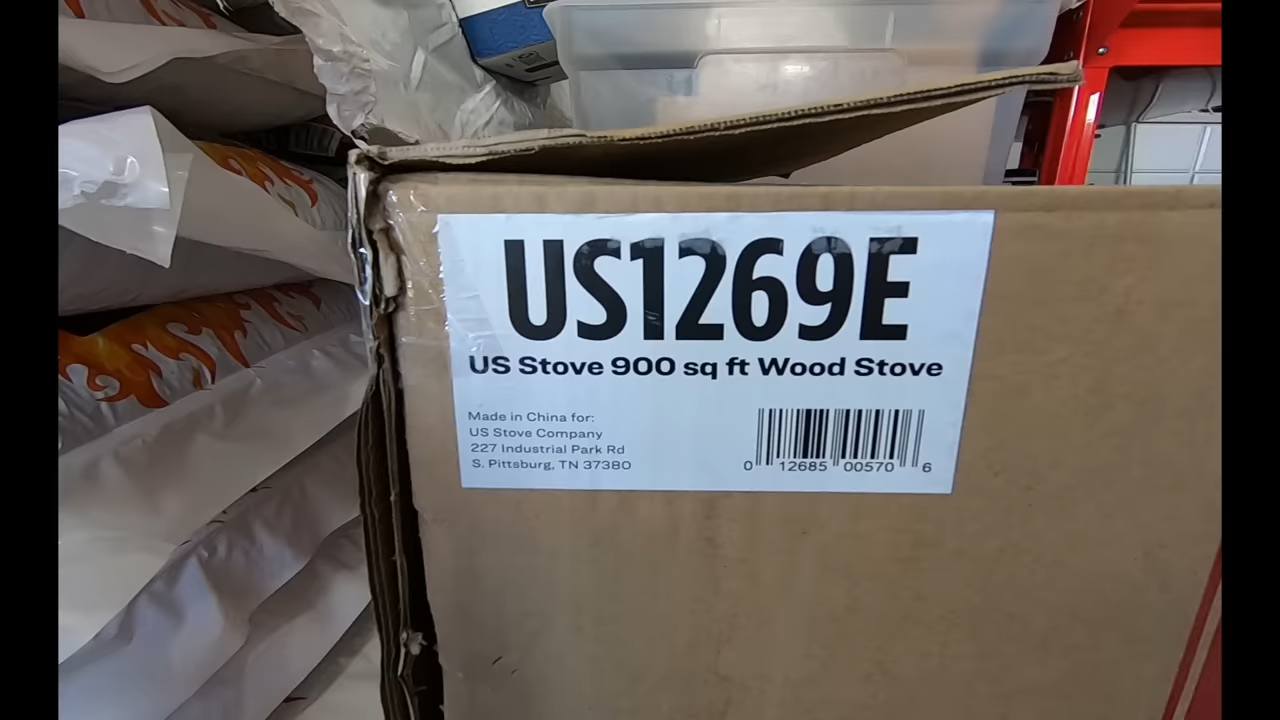 US1269E
US Stove 900 sq ft Wood Stove
Made in China for:
US Stove Company
227 Industrial Park Rd
S. Pittsburg, TN 37380
0 12685 00570 6